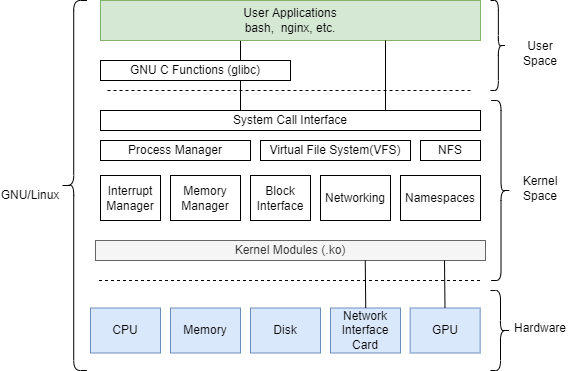 User Applications
bash, nginx, etc.
User
Space
GNU C Functions (glibc)
System Call Interface
Process Manager
Virtual File System(VFS)
NFS
GNU/Linux
Interrupt
Manager
Memory
Manager
Block
Interface
Networking
Namespaces
Kernel
Space
Kernel Modules (.ko)
CPU
Memory
Disk
Network
Interface
Card
GPU
Hardware